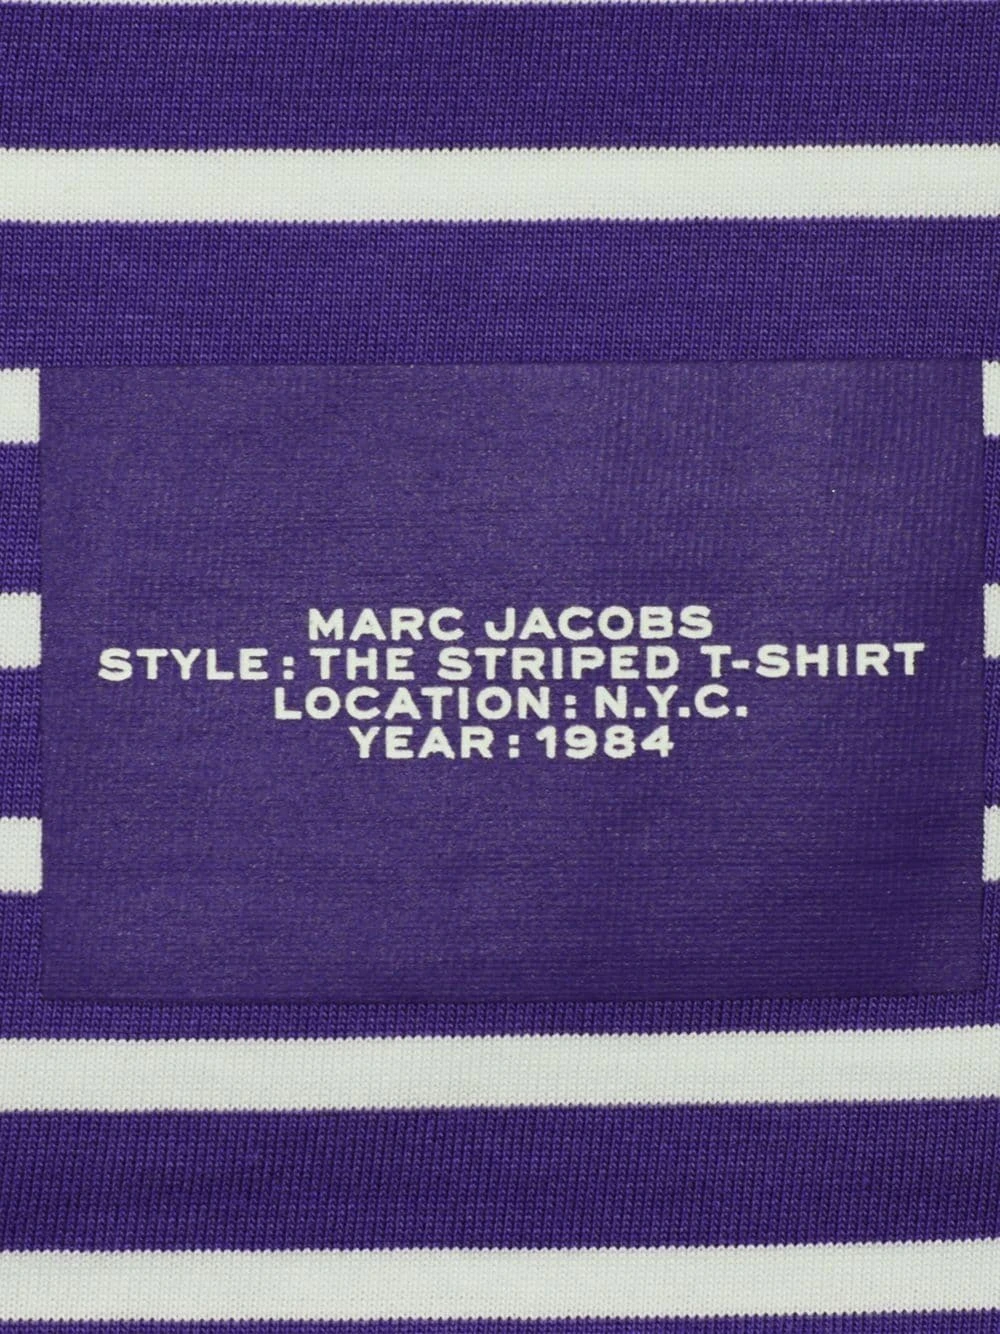 MARC JACOBS
STYLE : THE STRIPED T-SHIRT
LOCATION : N.Y.C.
YEAR : 1984